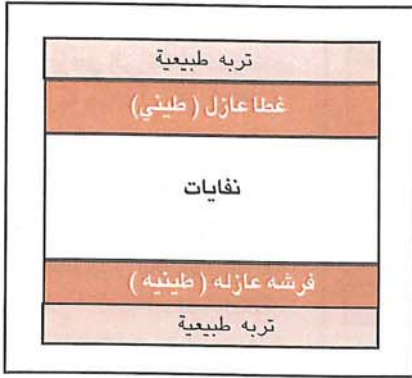 تربه طبيعية
غطا عازل ( طيني)
نفايات
فرشه عازله ( طينيه )
تربه طبيعية